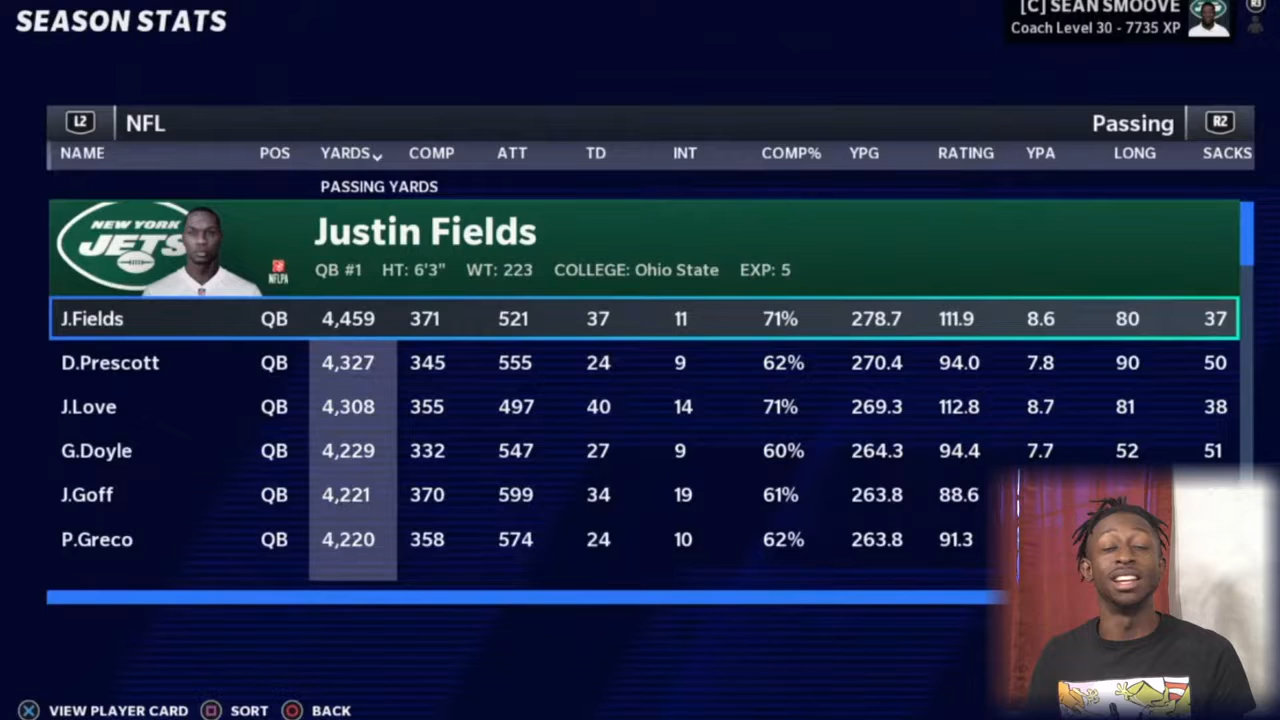 SEASON STATS
[C] SEAN SMOOVE
Coach Level 30 - 7735 XP
R3
L2 NFL Passing R2
NAME POS YARDS COMP ATT TD INT COMP% YPG RATING YPA LONG SACKS
PASSING YARDS
NEW YORK
JETS
NFLPA
Justin Fields
QB #1 HT: 6'3" WT: 223 COLLEGE: Ohio State EXP: 5
J.Fields QB 4,459 371 521 37 11 71% 278.7 111.9 8.6 80 37
D.Prescott QB 4,327 345 555 24 9 62% 270.4 94.0 7.8 90 50
J.Love QB 4,308 355 497 40 14 71% 269.3 112.8 8.7 81 38
G.Doyle QB 4,229 332 547 27 9 60% 264.3 94.4 7.7 52 51
J.Goff QB 4,221 370 599 34 19 61% 263.8 88.6
P.Greco QB 4,220 358 574 24 10 62% 263.8 91.3
VIEW PLAYER CARD SORT BACK